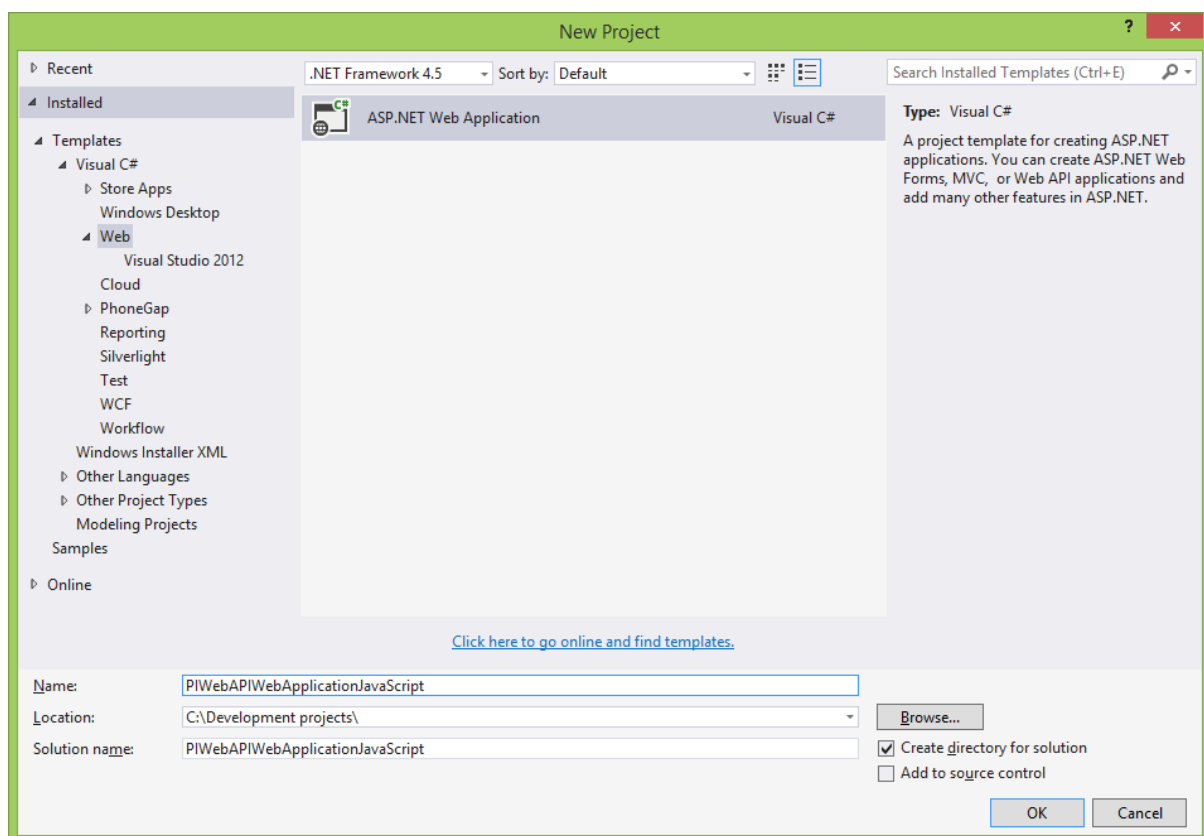 New Project
?
Recent
Installed
Templates
Visual C#
Store Apps
Windows Desktop
Web
Visual Studio 2012
Cloud
PhoneGap
Reporting
Silverlight
Test
WCF
Workflow
Windows Installer XML
Other Languages
Other Project Types
Modeling Projects
Samples
Online
.NET Framework 4.5 Sort by: Default
C# ASP.NET Web Application Visual C#
Click here to go online and find templates.
Search Installed Templates (Ctrl+E)
Type: Visual C#
A project template for creating ASP.NET
applications. You can create ASP.NET Web
Forms, MVC, or Web API applications and
add many other features in ASP.NET.
Name: PIWebAPIWebApplicationJavaScript
Location: C:\Development projects\ Browse...
Solution name: PIWebAPIWebApplicationJavaScript Create directory for solution
Add to source control
OK Cancel